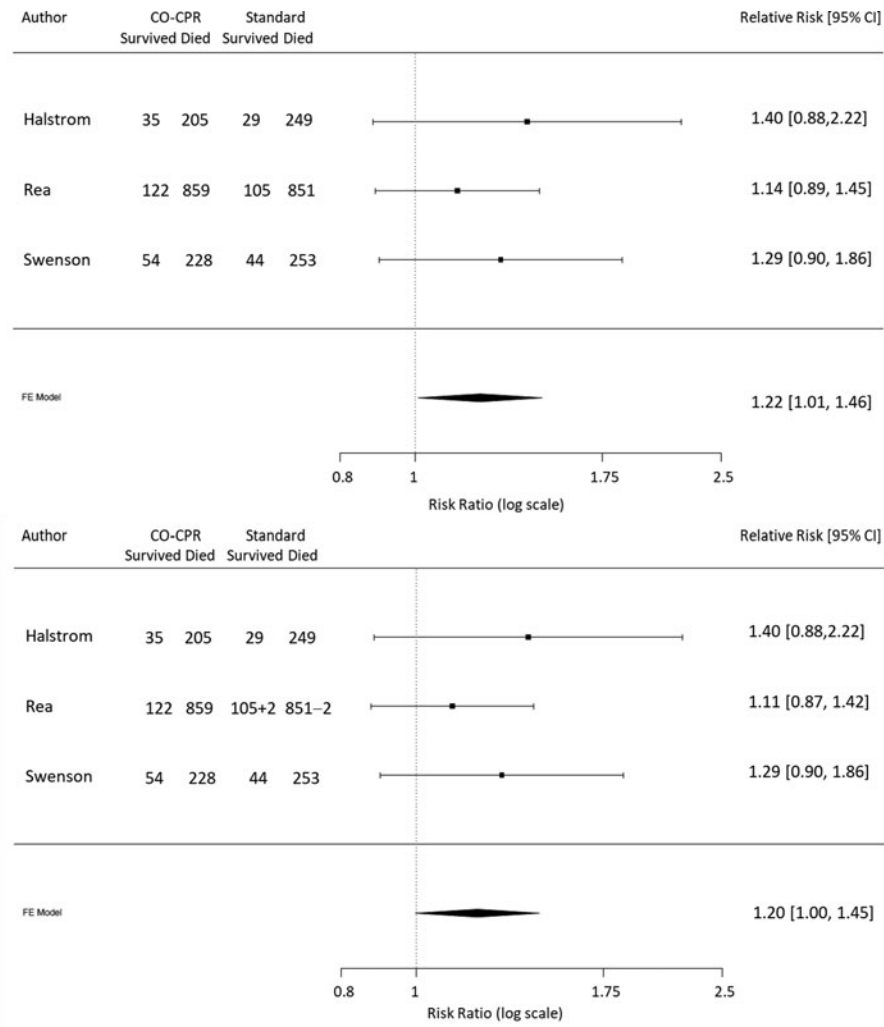 Author CO-CPR Standard Relative Risk [95% CI]
Survived Died Survived Died
Halstrom 35 205 29 249 1.40 [0.88,2.22]
Rea 122 859 105 851 1.14 [0.89, 1.45]
Swenson 54 228 44 253 1.29 [0.90, 1.86]
FE Model 1.22 [1.01, 1.46]
0.8 1 1.75 2.5
Risk Ratio (log scale)
Author CO-CPR Standard Relative Risk [95% CI]
Survived Died Survived Died
Halstrom 35 205 29 249 1.40 [0.88,2.22]
Rea 122 859 105+2 851−2 1.11 [0.87, 1.42]
Swenson 54 228 44 253 1.29 [0.90, 1.86]
FE Model 1.20 [1.00, 1.45]
0.8 1 1.75 2.5
Risk Ratio (log scale)